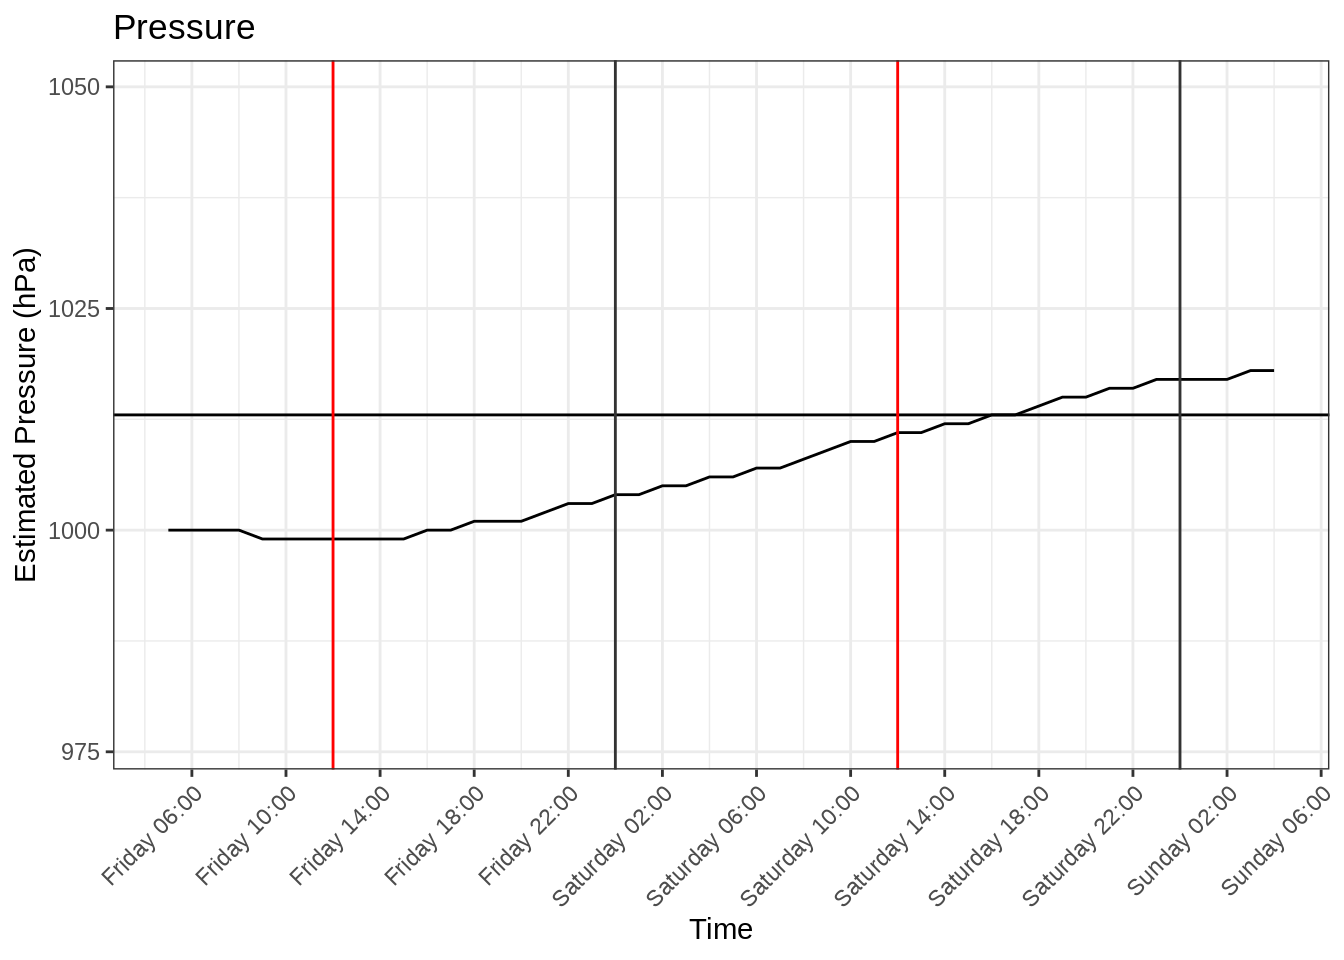 Pressure
Estimated Pressure (hPa)
1050
1025
1000
975
Friday 06:00
Friday 10:00
Friday 14:00
Friday 18:00
Friday 22:00
Saturday 02:00
Saturday 06:00
Saturday 10:00
Saturday 14:00
Saturday 18:00
Saturday 22:00
Sunday 02:00
Sunday 06:00
Time